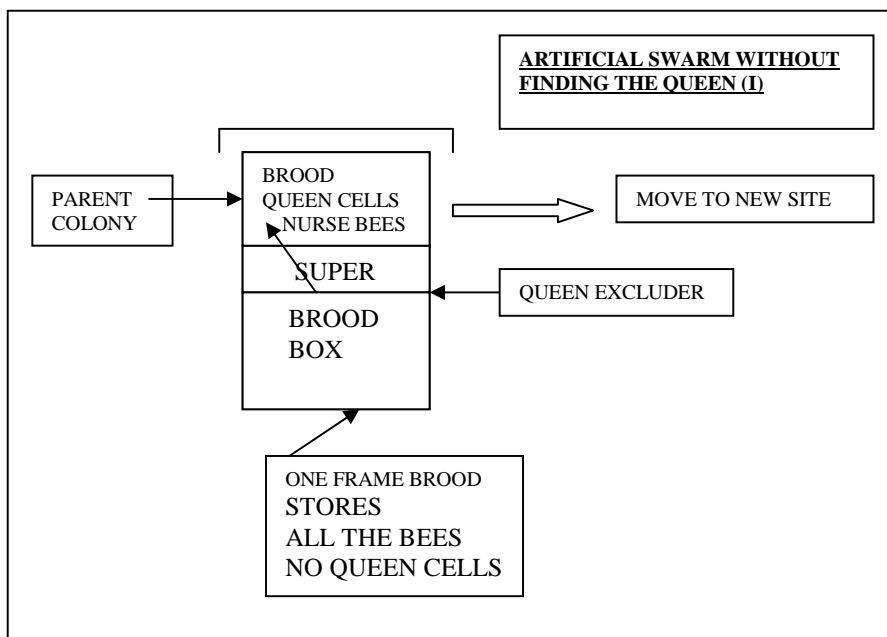 ARTIFICIAL SWARM WITHOUT
FINDING THE QUEEN (I)
PARENT
COLONY
BROOD
QUEEN CELLS
NURSE BEES
MOVE TO NEW SITE
SUPER
QUEEN EXCLUDER
BROOD
BOX
ONE FRAME BROOD
STORES
ALL THE BEES
NO QUEEN CELLS